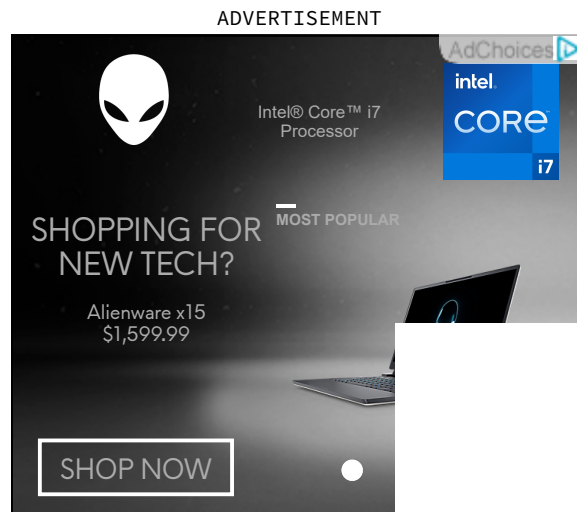 ADVERTISEMENT
AdChoices
intel.
CORE
i7
Intel® Core™ i7
Processor
MOST POPULAR
SHOPPING FOR
NEW TECH?
Alienware x15
$1,599.99
SHOP NOW